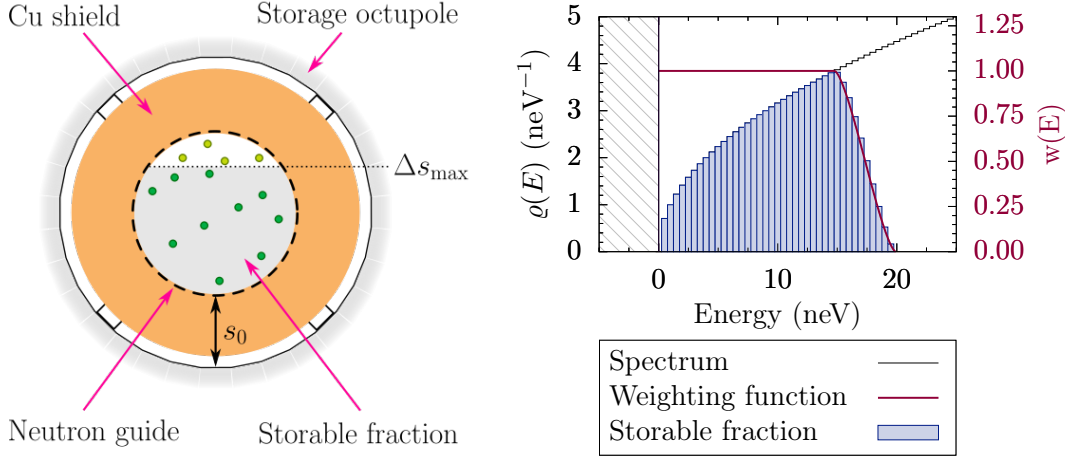 Cu shield
Storage octupole
Δs_max
s_0
Neutron guide
Storable fraction
ϱ(E) (neV⁻¹)
5
4
3
2
1
0
1.25
1.00
0.75
0.50
0.25
0.00
w(E)
0
10
20
Energy (neV)
Spectrum
Weighting function
Storable fraction